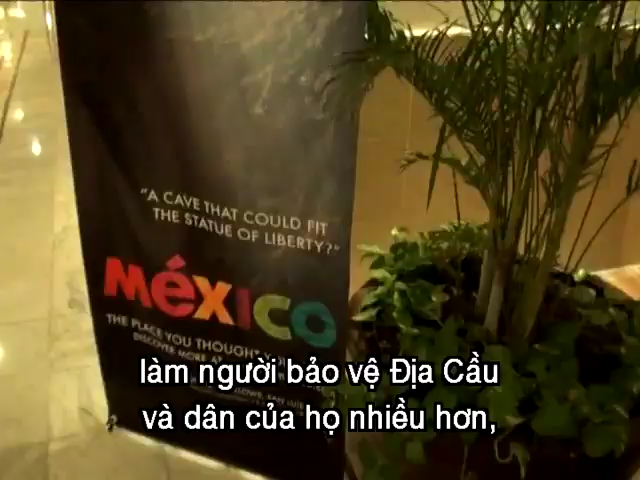 "A CAVE THAT COULD FIT
THE STATUE OF LIBERTY?"
MéXICO
THE PLACE YOU THOUGHT YOU
DISCOVER MORE AT
làm người bảo vệ Địa Cầu
và dân của họ nhiều hơn,